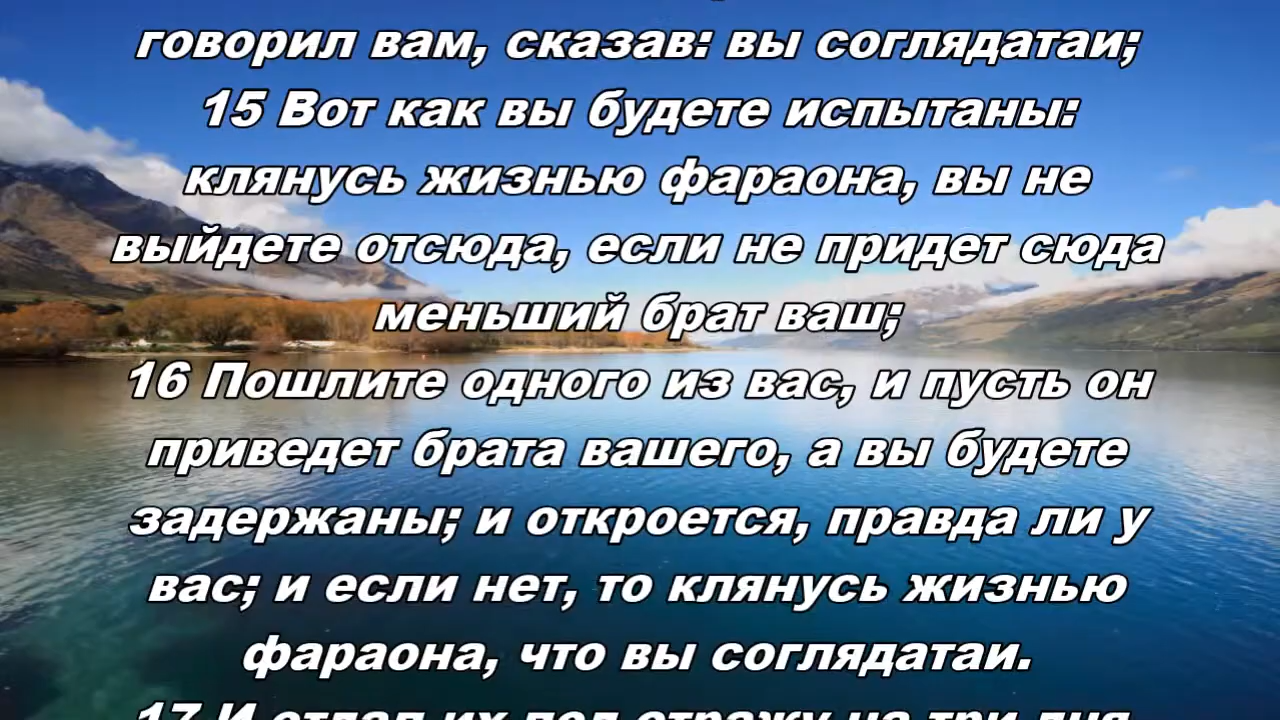 говорил вам, сказав: вы соглядатаи;
15 Вот как вы будете испытаны:
клянусь жизнью фараона, вы не
выйдете отсюда, если не придет сюда
меньший брат ваш;
16 Пошлите одного из вас, и пусть он
приведет брата вашего, а вы будете
задержаны; и откроется, правда ли у
вас; и если нет, то клянусь жизнью
фараона, что вы соглядатаи.
17 И отдал их под стражу на три дня